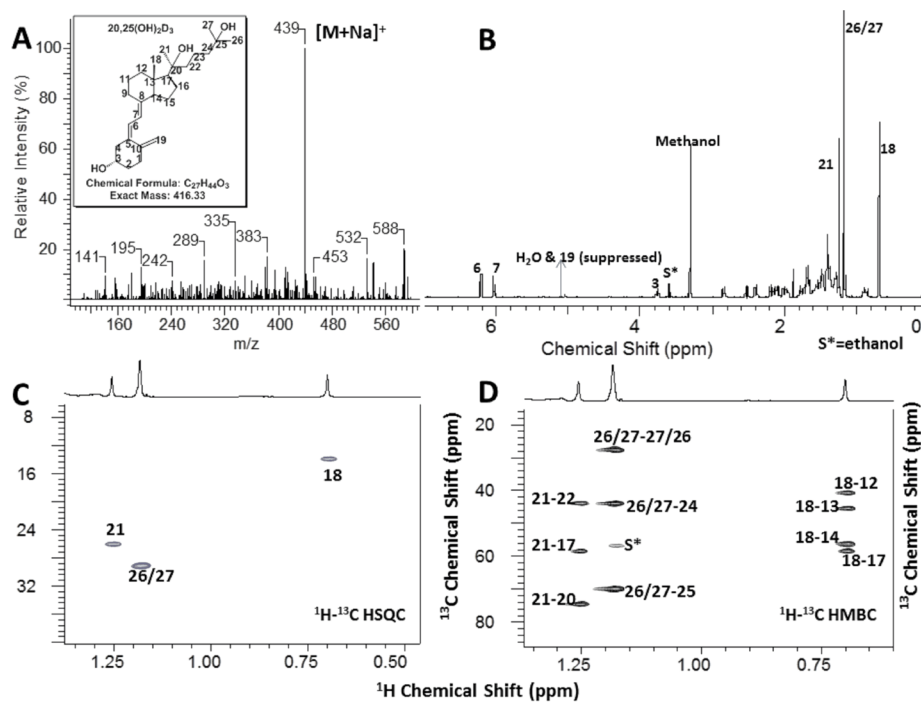 A
20,25(OH)₂D₃
27
OH
21
24
25
26
18
OH
20
23
22
12
11
13
17
16
9
8
14
15
7
6
4
5
10
19
3
2
1
HO
Chemical Formula: C₂₇H₄₄O₃
Exact Mass: 416.33
439
[M+Na]⁺
100
80
60
40
20
Relative Intensity (%)
141
195
242
289
335
383
453
532
588
160 240 320 400 480 560
m/z
B
26/27
Methanol
21
18
H₂O & 19 (suppressed)
6
7
3
S*
6 4 2 0
Chemical Shift (ppm)
S*=ethanol
C
8
16
24
32
18
21
26/27
¹H-¹³C HSQC
¹³C Chemical Shift (ppm)
1.25 1.00 0.75 0.50
D
20
40
60
80
26/27-27/26
21-22
26/27-24
18-12
18-13
21-17
S*
18-14
18-17
21-20
26/27-25
¹H-¹³C HMBC
¹³C Chemical Shift (ppm)
1.25 1.00 0.75
¹H Chemical Shift (ppm)